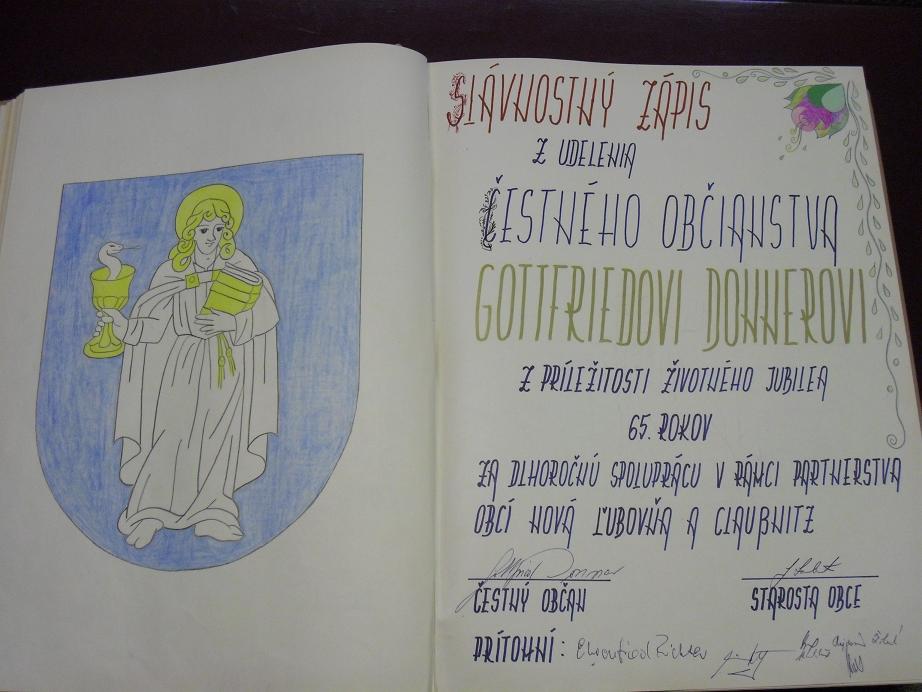 SLÁVNOSTNÝ ZÁPIS
Z UDELENIA
ČESTNÉHO OBČIANSTVA
GOTTFRIEDOVI DONNEROVI
Z PRÍLEŽITOSTI ŽIVOTNÉHO JUBILEA
65. ROKOV
ZA DLHOROČNÚ SPOLUPRÁCU V RÁMCI PARTNERSTVA
OBCÍ NOVÁ ĽUBOVŇA A CLAUßNITZ
ČESTNÝ OBČAN STAROSTA OBCE
PRÍTOMNÍ :